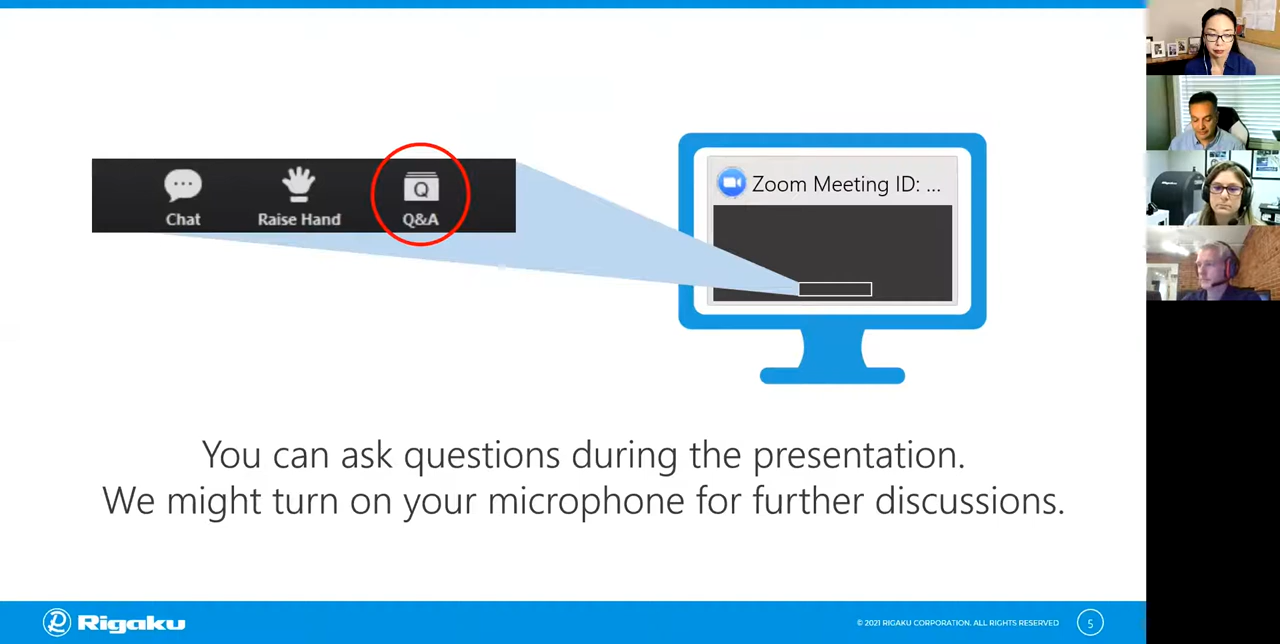 Chat
Raise Hand
Q
Q&A
Zoom Meeting ID: ...
You can ask questions during the presentation.
We might turn on your microphone for further discussions.
Rigaku
© 2021 RIGAKU CORPORATION. ALL RIGHTS RESERVED
5